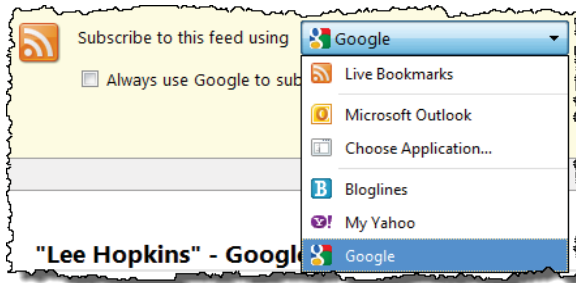 Subscribe to this feed using Google
Always use Google to sub
Live Bookmarks
Microsoft Outlook
Choose Application...
Bloglines
My Yahoo
"Lee Hopkins" - Google
Google